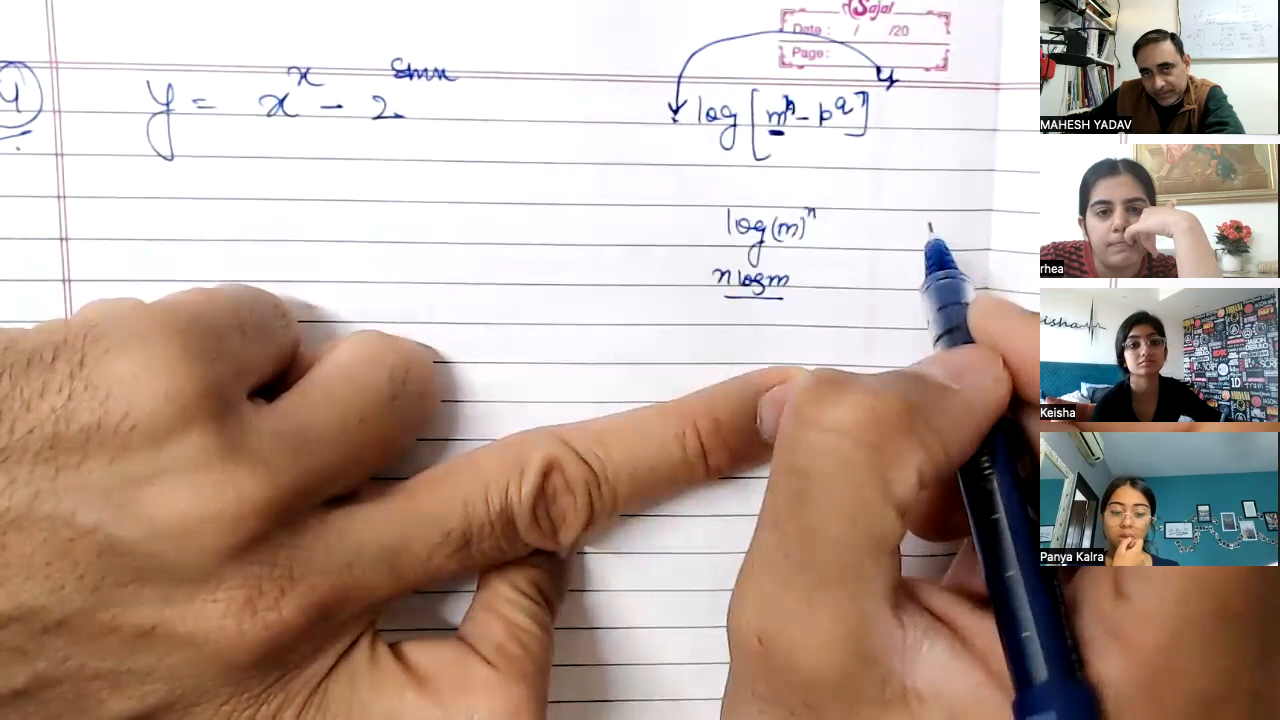 Sajal
Date : / /20
Page :
4
y = x^x - 2^sinx
log [m^n - p^q]
log (m)^n
n log m
MAHESH YADAV
rhea
Keisha
Panya Kalra